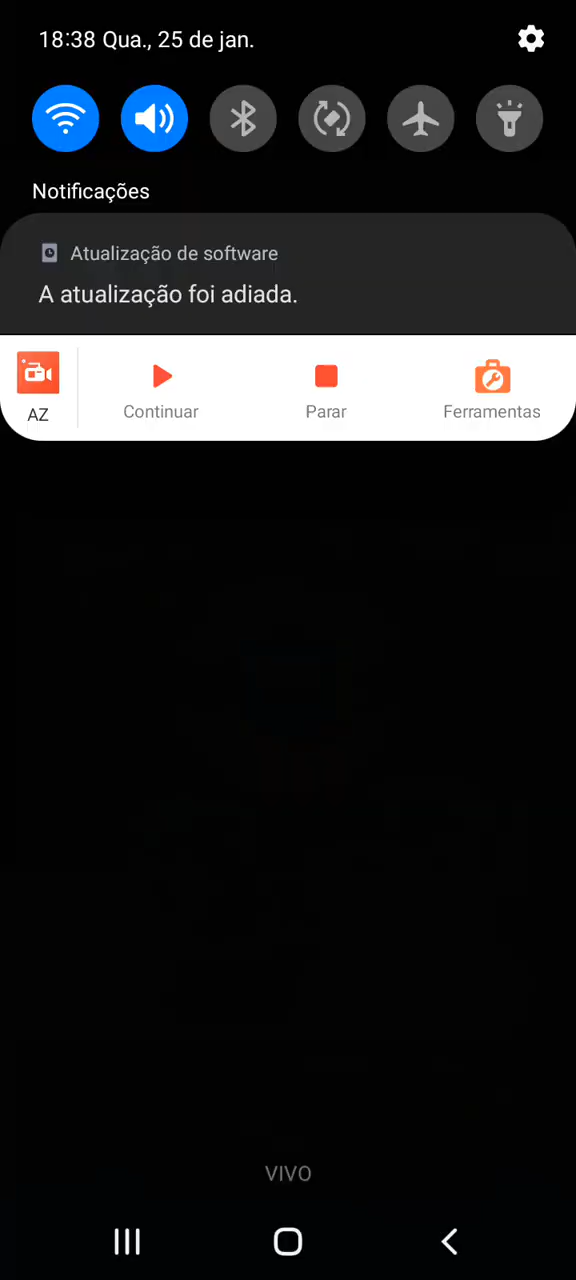 18:38 Qua., 25 de jan.
Notificações
Atualização de software
A atualização foi adiada.
AZ
Continuar
Parar
Ferramentas
VIVO